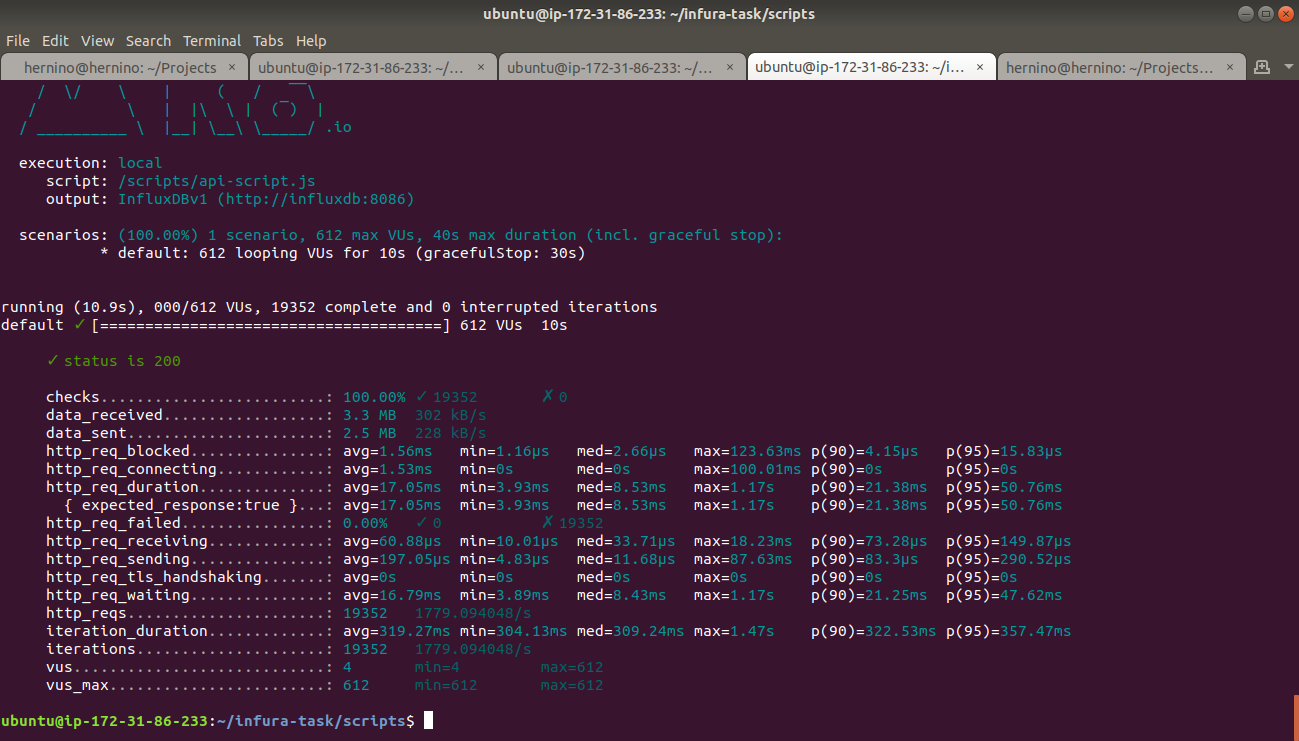 ubuntu@ip-172-31-86-233: ~/infura-task/scripts
File Edit View Search Terminal Tabs Help
hernino@hernino: ~/Projects × ubuntu@ip-172-31-86-233: ~/... × ubuntu@ip-172-31-86-233: ~/... × ubuntu@ip-172-31-86-233: ~/i... × hernino@hernino: ~/Projects... ×
    /  \/    \    |     (   /   ‾‾\
   /          \   |  |\  \ |  (‾)  |
  / __________ \  |__| \__\ \_____/ .io
  execution: local
     script: /scripts/api-script.js
     output: InfluxDBv1 (http://influxdb:8086)
  scenarios: (100.00%) 1 scenario, 612 max VUs, 40s max duration (incl. graceful stop):
           * default: 612 looping VUs for 10s (gracefulStop: 30s)
running (10.9s), 000/612 VUs, 19352 complete and 0 interrupted iterations
default ✓ [======================================] 612 VUs  10s
     ✓ status is 200
     checks.........................: 100.00% ✓ 19352       ✗ 0
     data_received..................: 3.3 MB  302 kB/s
     data_sent......................: 2.5 MB  228 kB/s
     http_req_blocked...............: avg=1.56ms   min=1.16µs   med=2.66µs   max=123.63ms p(90)=4.15µs   p(95)=15.83µs
     http_req_connecting............: avg=1.53ms   min=0s       med=0s       max=100.01ms p(90)=0s       p(95)=0s
     http_req_duration..............: avg=17.05ms  min=3.93ms   med=8.53ms   max=1.17s    p(90)=21.38ms  p(95)=50.76ms
       { expected_response:true }...: avg=17.05ms  min=3.93ms   med=8.53ms   max=1.17s    p(90)=21.38ms  p(95)=50.76ms
     http_req_failed................: 0.00%   ✓ 0           ✗ 19352
     http_req_receiving.............: avg=60.88µs  min=10.01µs  med=33.71µs  max=18.23ms  p(90)=73.28µs  p(95)=149.87µs
     http_req_sending...............: avg=197.05µs min=4.83µs   med=11.68µs  max=87.63ms  p(90)=83.3µs   p(95)=290.52µs
     http_req_tls_handshaking.......: avg=0s       min=0s       med=0s       max=0s       p(90)=0s       p(95)=0s
     http_req_waiting...............: avg=16.79ms  min=3.89ms   med=8.43ms   max=1.17s    p(90)=21.25ms  p(95)=47.62ms
     http_reqs......................: 19352   1779.094048/s
     iteration_duration.............: avg=319.27ms min=304.13ms med=309.24ms max=1.47s    p(90)=322.53ms p(95)=357.47ms
     iterations.....................: 19352   1779.094048/s
     vus............................: 4       min=4         max=612
     vus_max........................: 612     min=612       max=612
ubuntu@ip-172-31-86-233:~/infura-task/scripts$